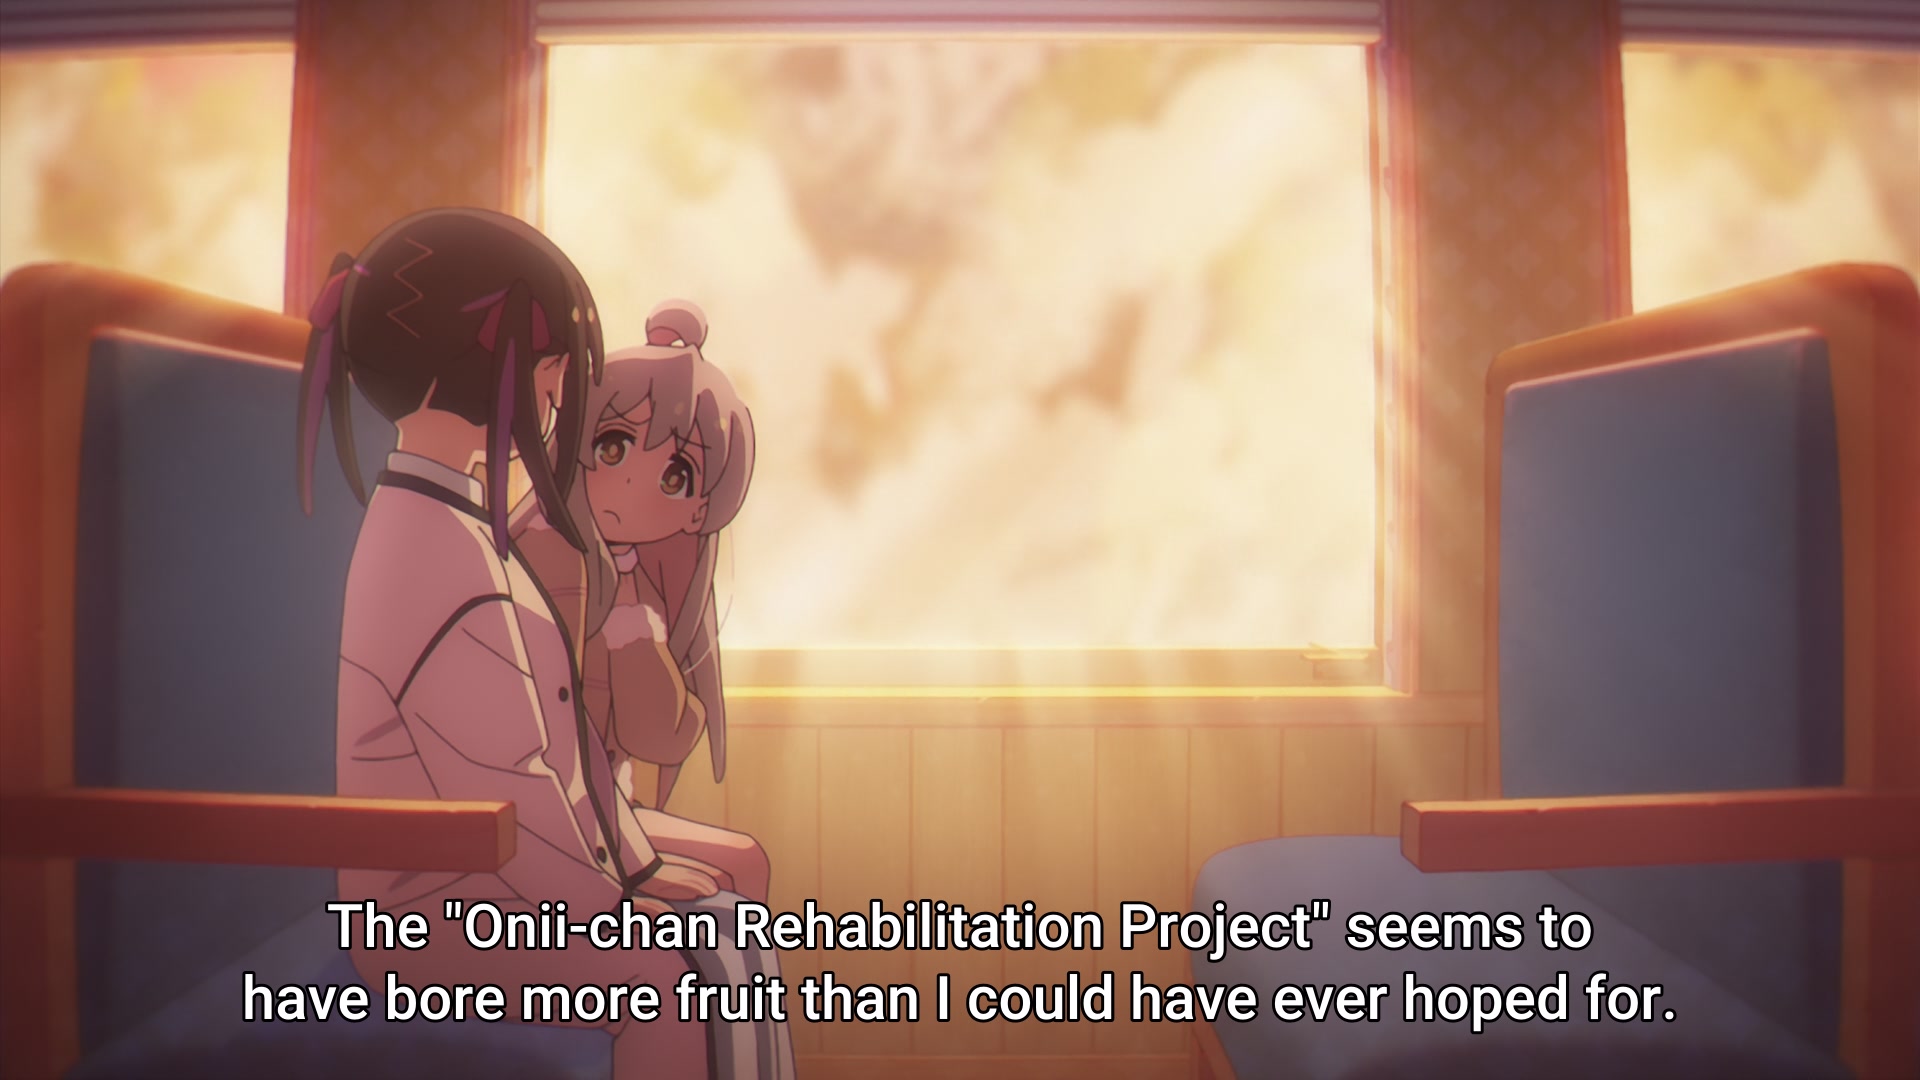 The "Onii-chan Rehabilitation Project" seems to
have bore more fruit than I could have ever hoped for.